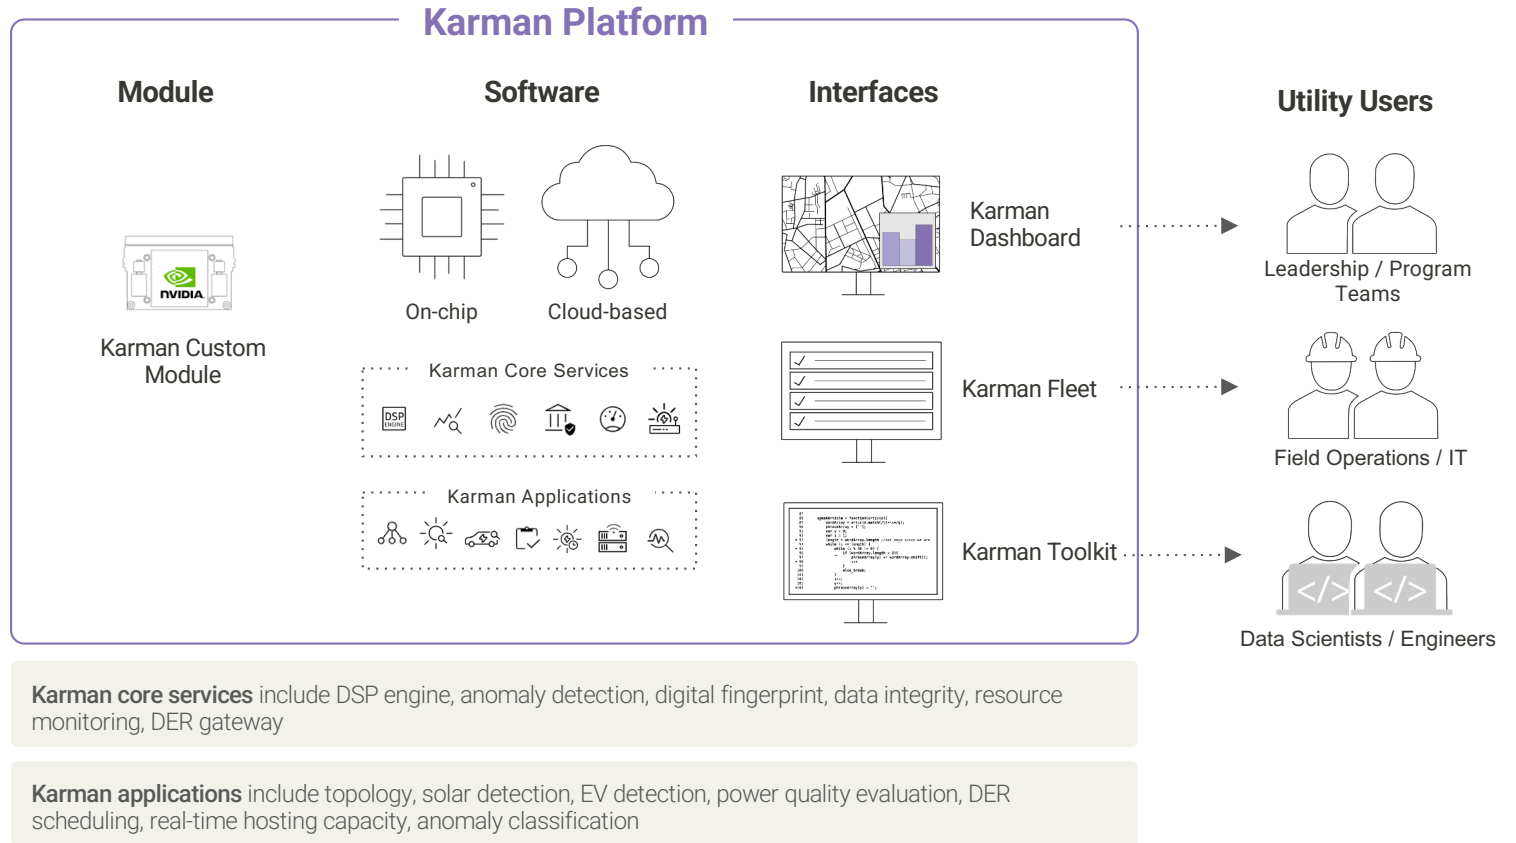 Karman Platform
Module
Software
Interfaces
Utility Users
NVIDIA
Karman Custom
Module
On-chip
Cloud-based
Karman Core Services
DSP
ENGINE
Karman Applications
Karman
Dashboard
Leadership / Program
Teams
Karman Fleet
Field Operations / IT
Karman Toolkit
</>
</>
Data Scientists / Engineers
Karman core services include DSP engine, anomaly detection, digital fingerprint, data integrity, resource
monitoring, DER gateway
Karman applications include topology, solar detection, EV detection, power quality evaluation, DER
scheduling, real-time hosting capacity, anomaly classification